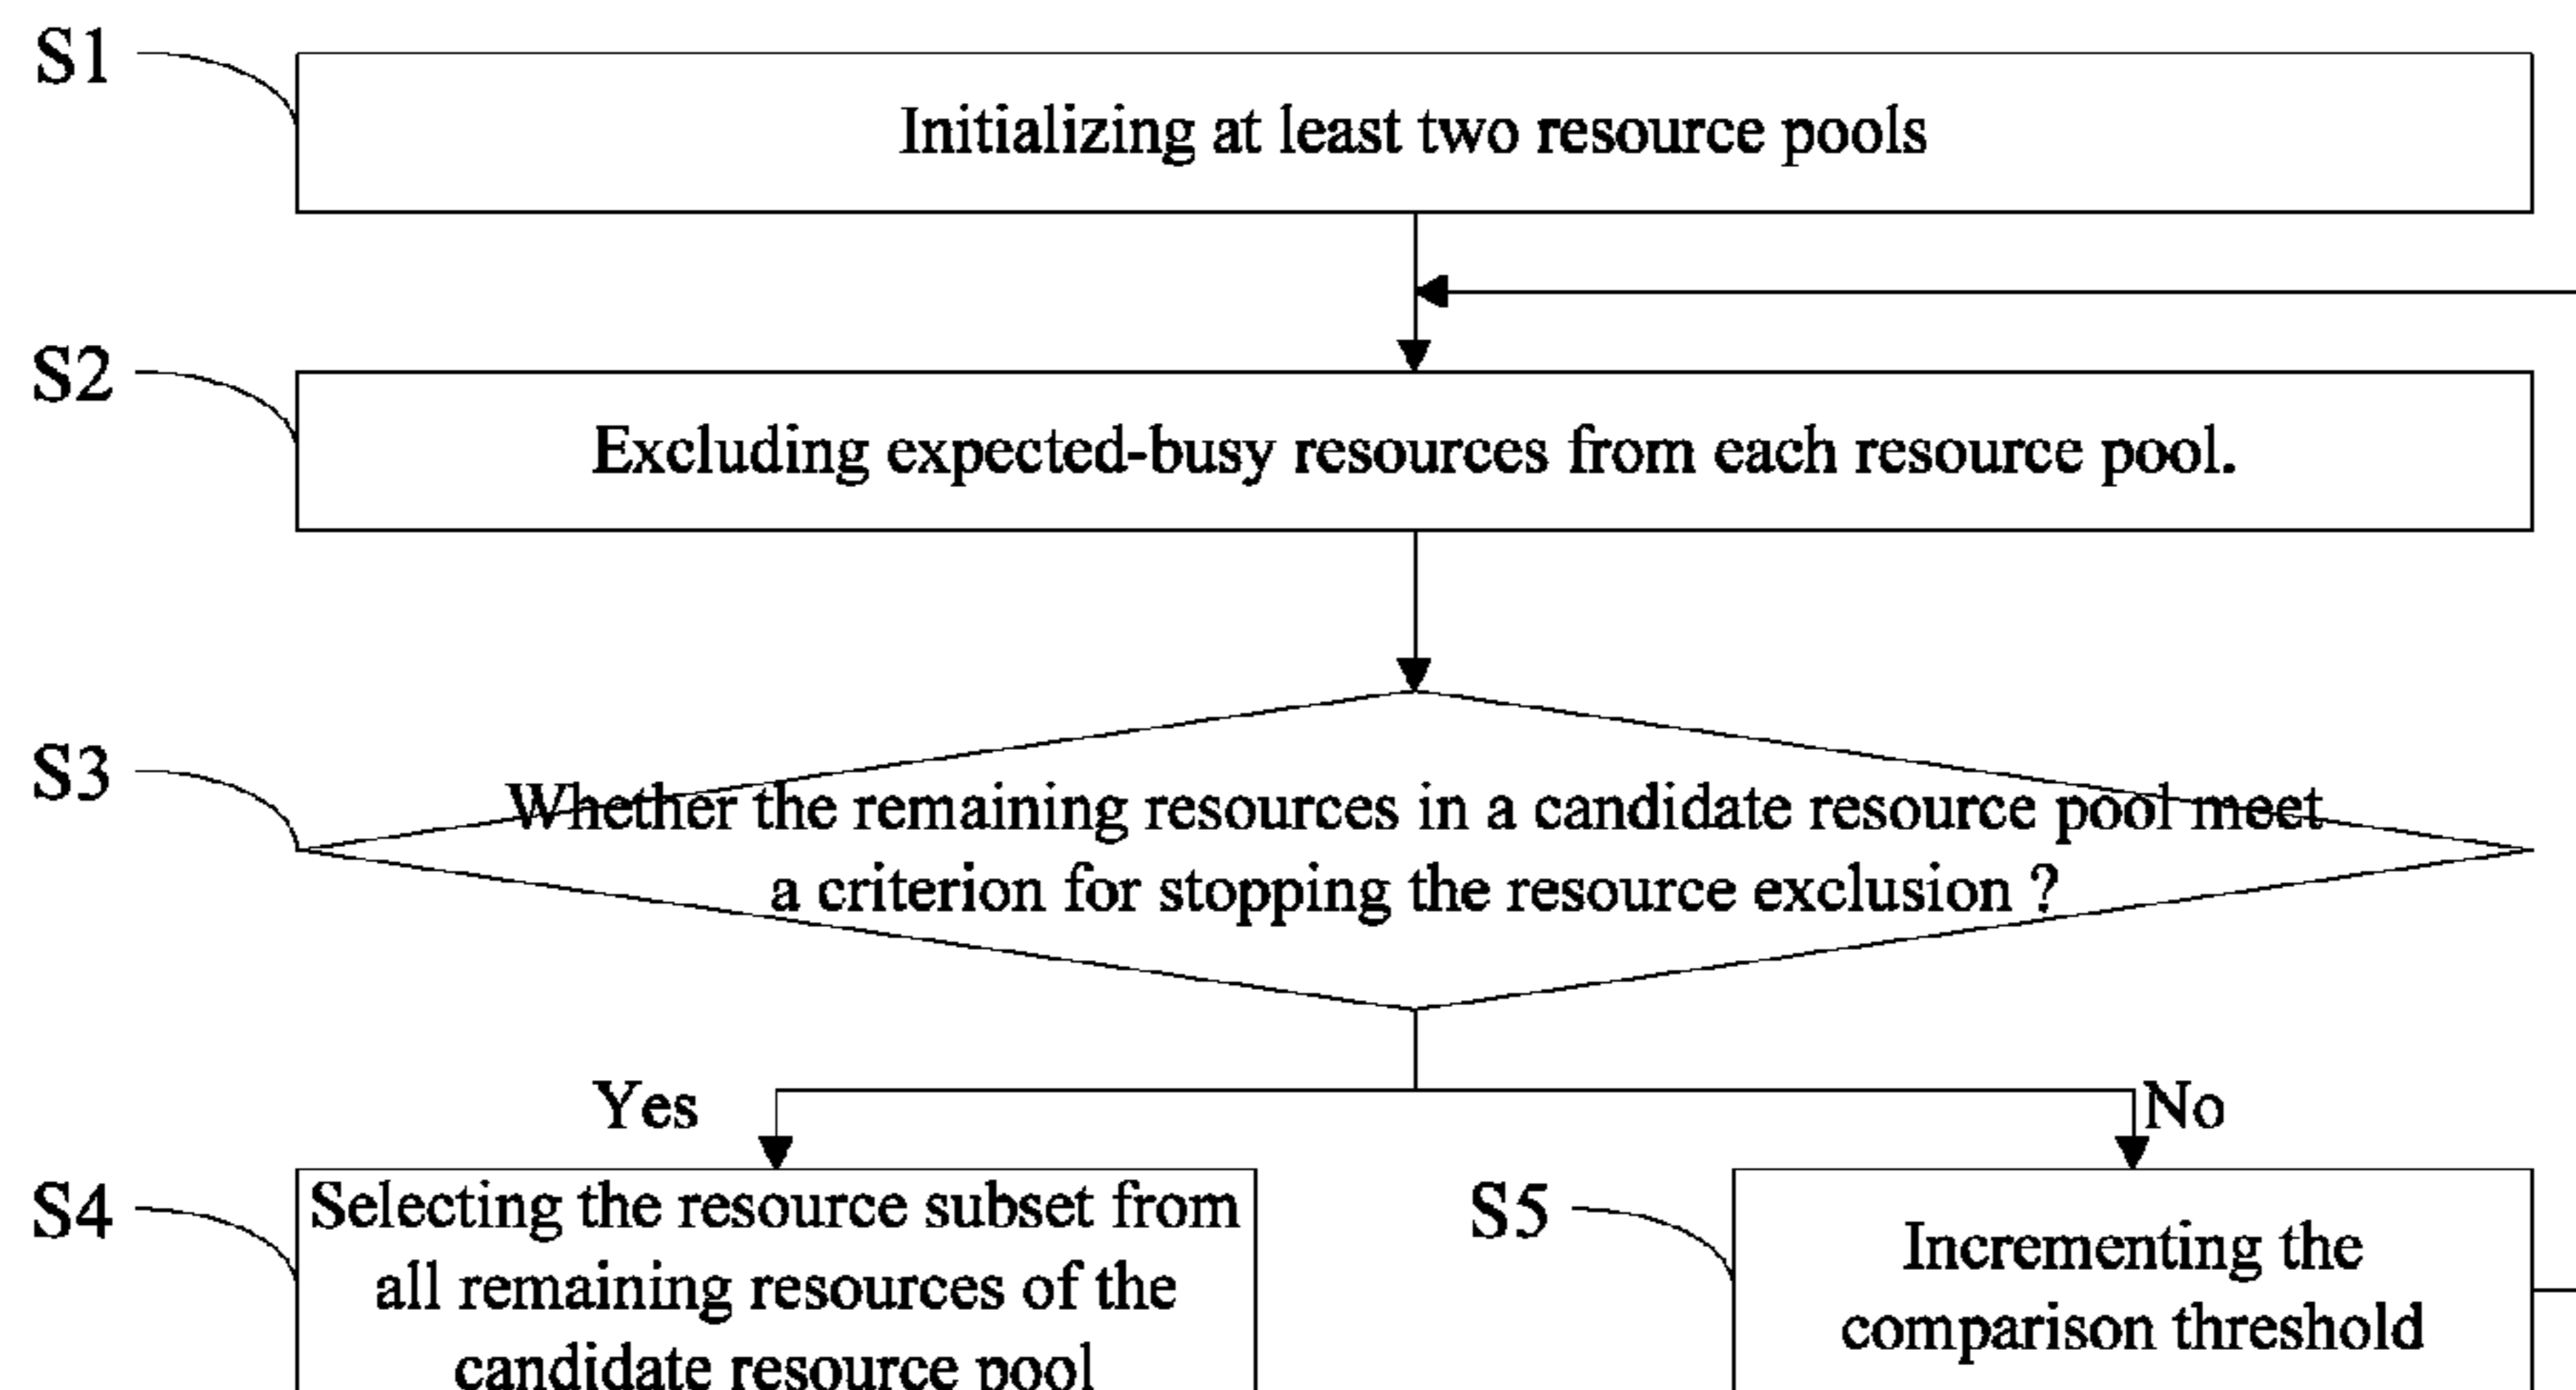 S1
Initializing at least two resource pools
S2
Excluding expected-busy resources from each resource pool.
S3
Whether the remaining resources in a candidate resource pool meet
a criterion for stopping the resource exclusion ?
Yes
No
S4
Selecting the resource subset from
all remaining resources of the
candidate resource pool
S5
Incrementing the
comparison threshold